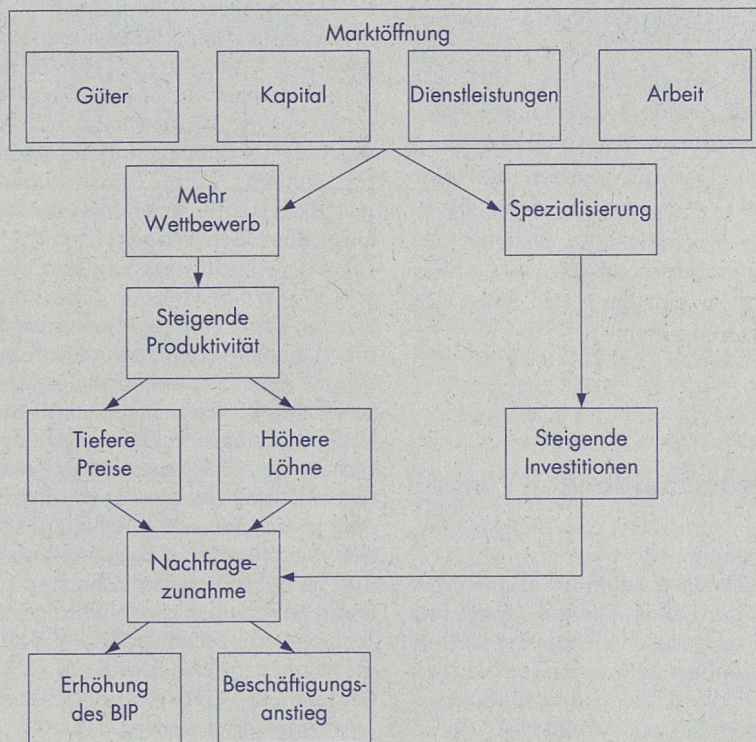 Marktöffnung
Güter
Kapital
Dienstleistungen
Arbeit
Mehr
Wettbewerb
Spezialisierung
Steigende
Produktivität
Tiefere
Preise
Höhere
Löhne
Steigende
Investitionen
Nachfrage-
zunahme
Erhöhung
des BIP
Beschäftigungs-
anstieg